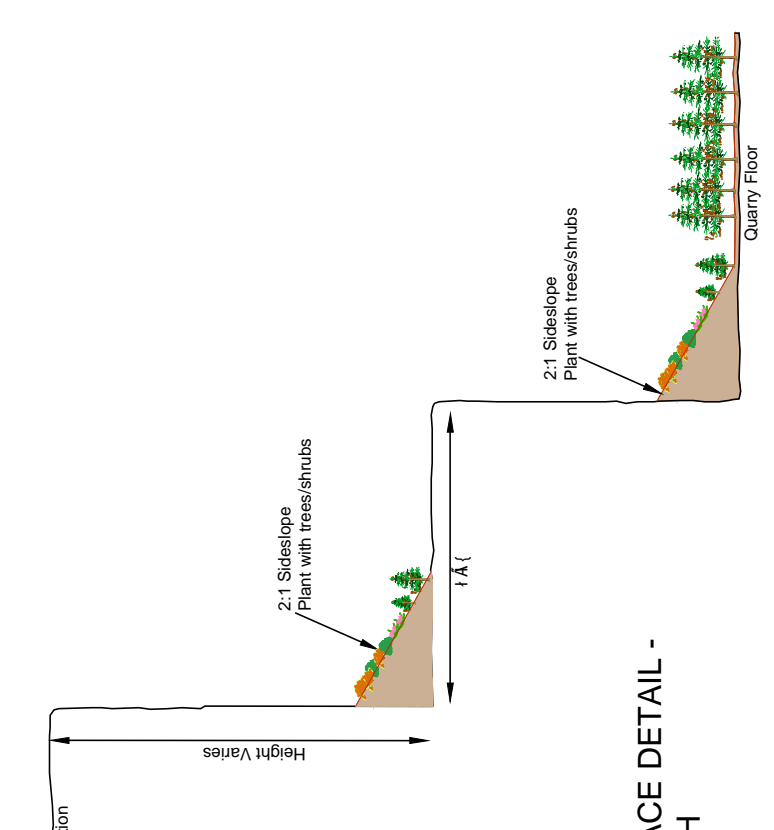 2:1 Sideslope
Plant with trees/shrubs
Quarry Floor
2:1 Sideslope
Plant with trees/shrubs
Height Varies
ACE DETAIL -
H
tion